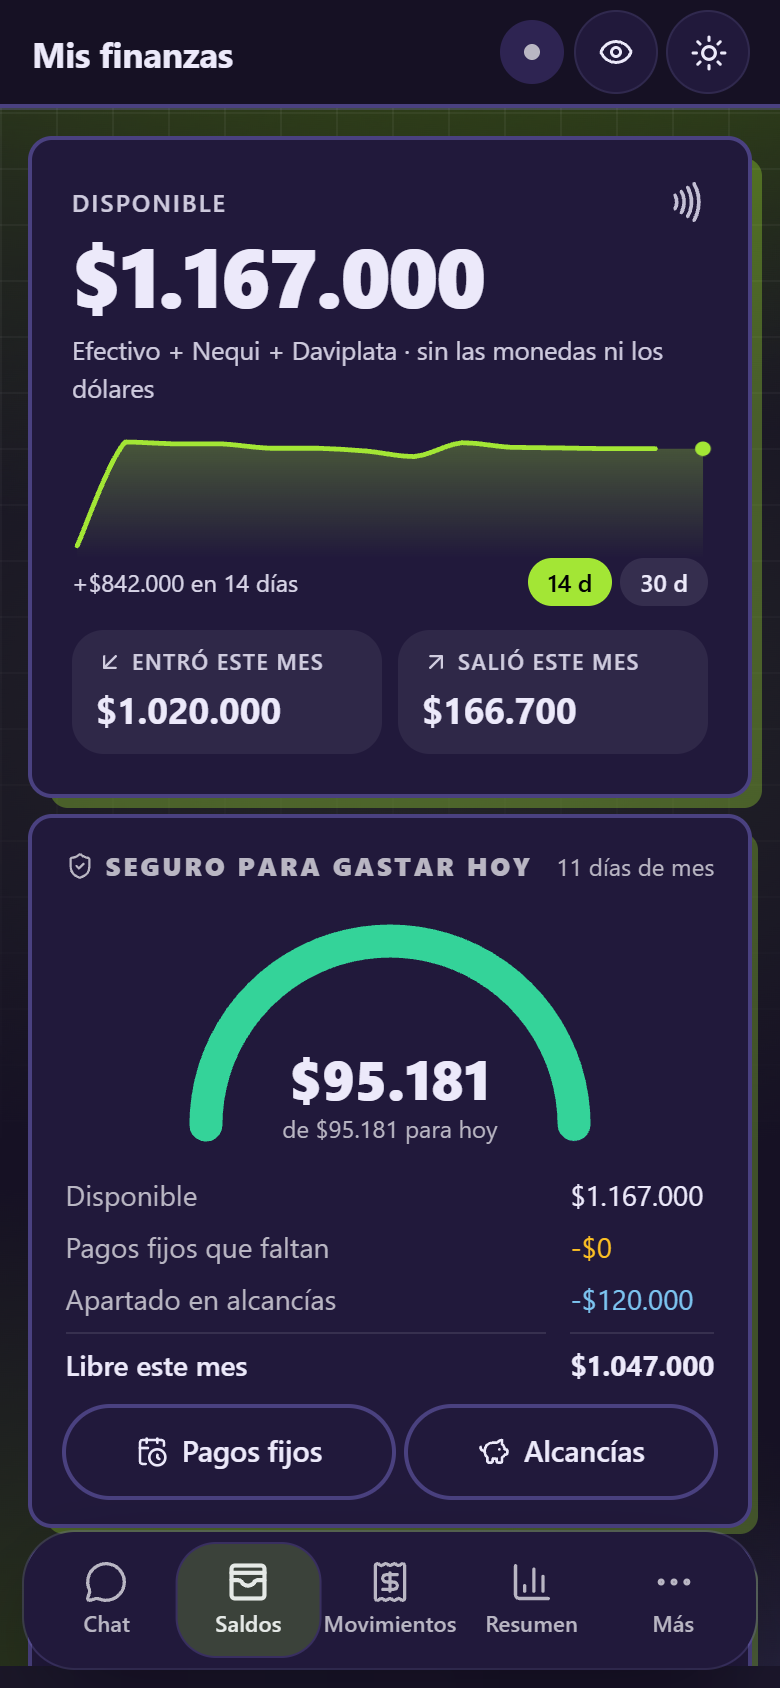 Mis finanzas
DISPONIBLE
$1.167.000
Efectivo + Nequi + Daviplata · sin las monedas ni los
dólares
+$842.000 en 14 días
14 d
30 d
ENTRÓ ESTE MES
$1.020.000
SALIÓ ESTE MES
$166.700
SEGURO PARA GASTAR HOY
11 días de mes
$95.181
de $95.181 para hoy
Disponible
$1.167.000
Pagos fijos que faltan
-$0
Apartado en alcancías
-$120.000
Libre este mes
$1.047.000
Pagos fijos
Alcancías
Chat
Saldos
Movimientos
Resumen
Más